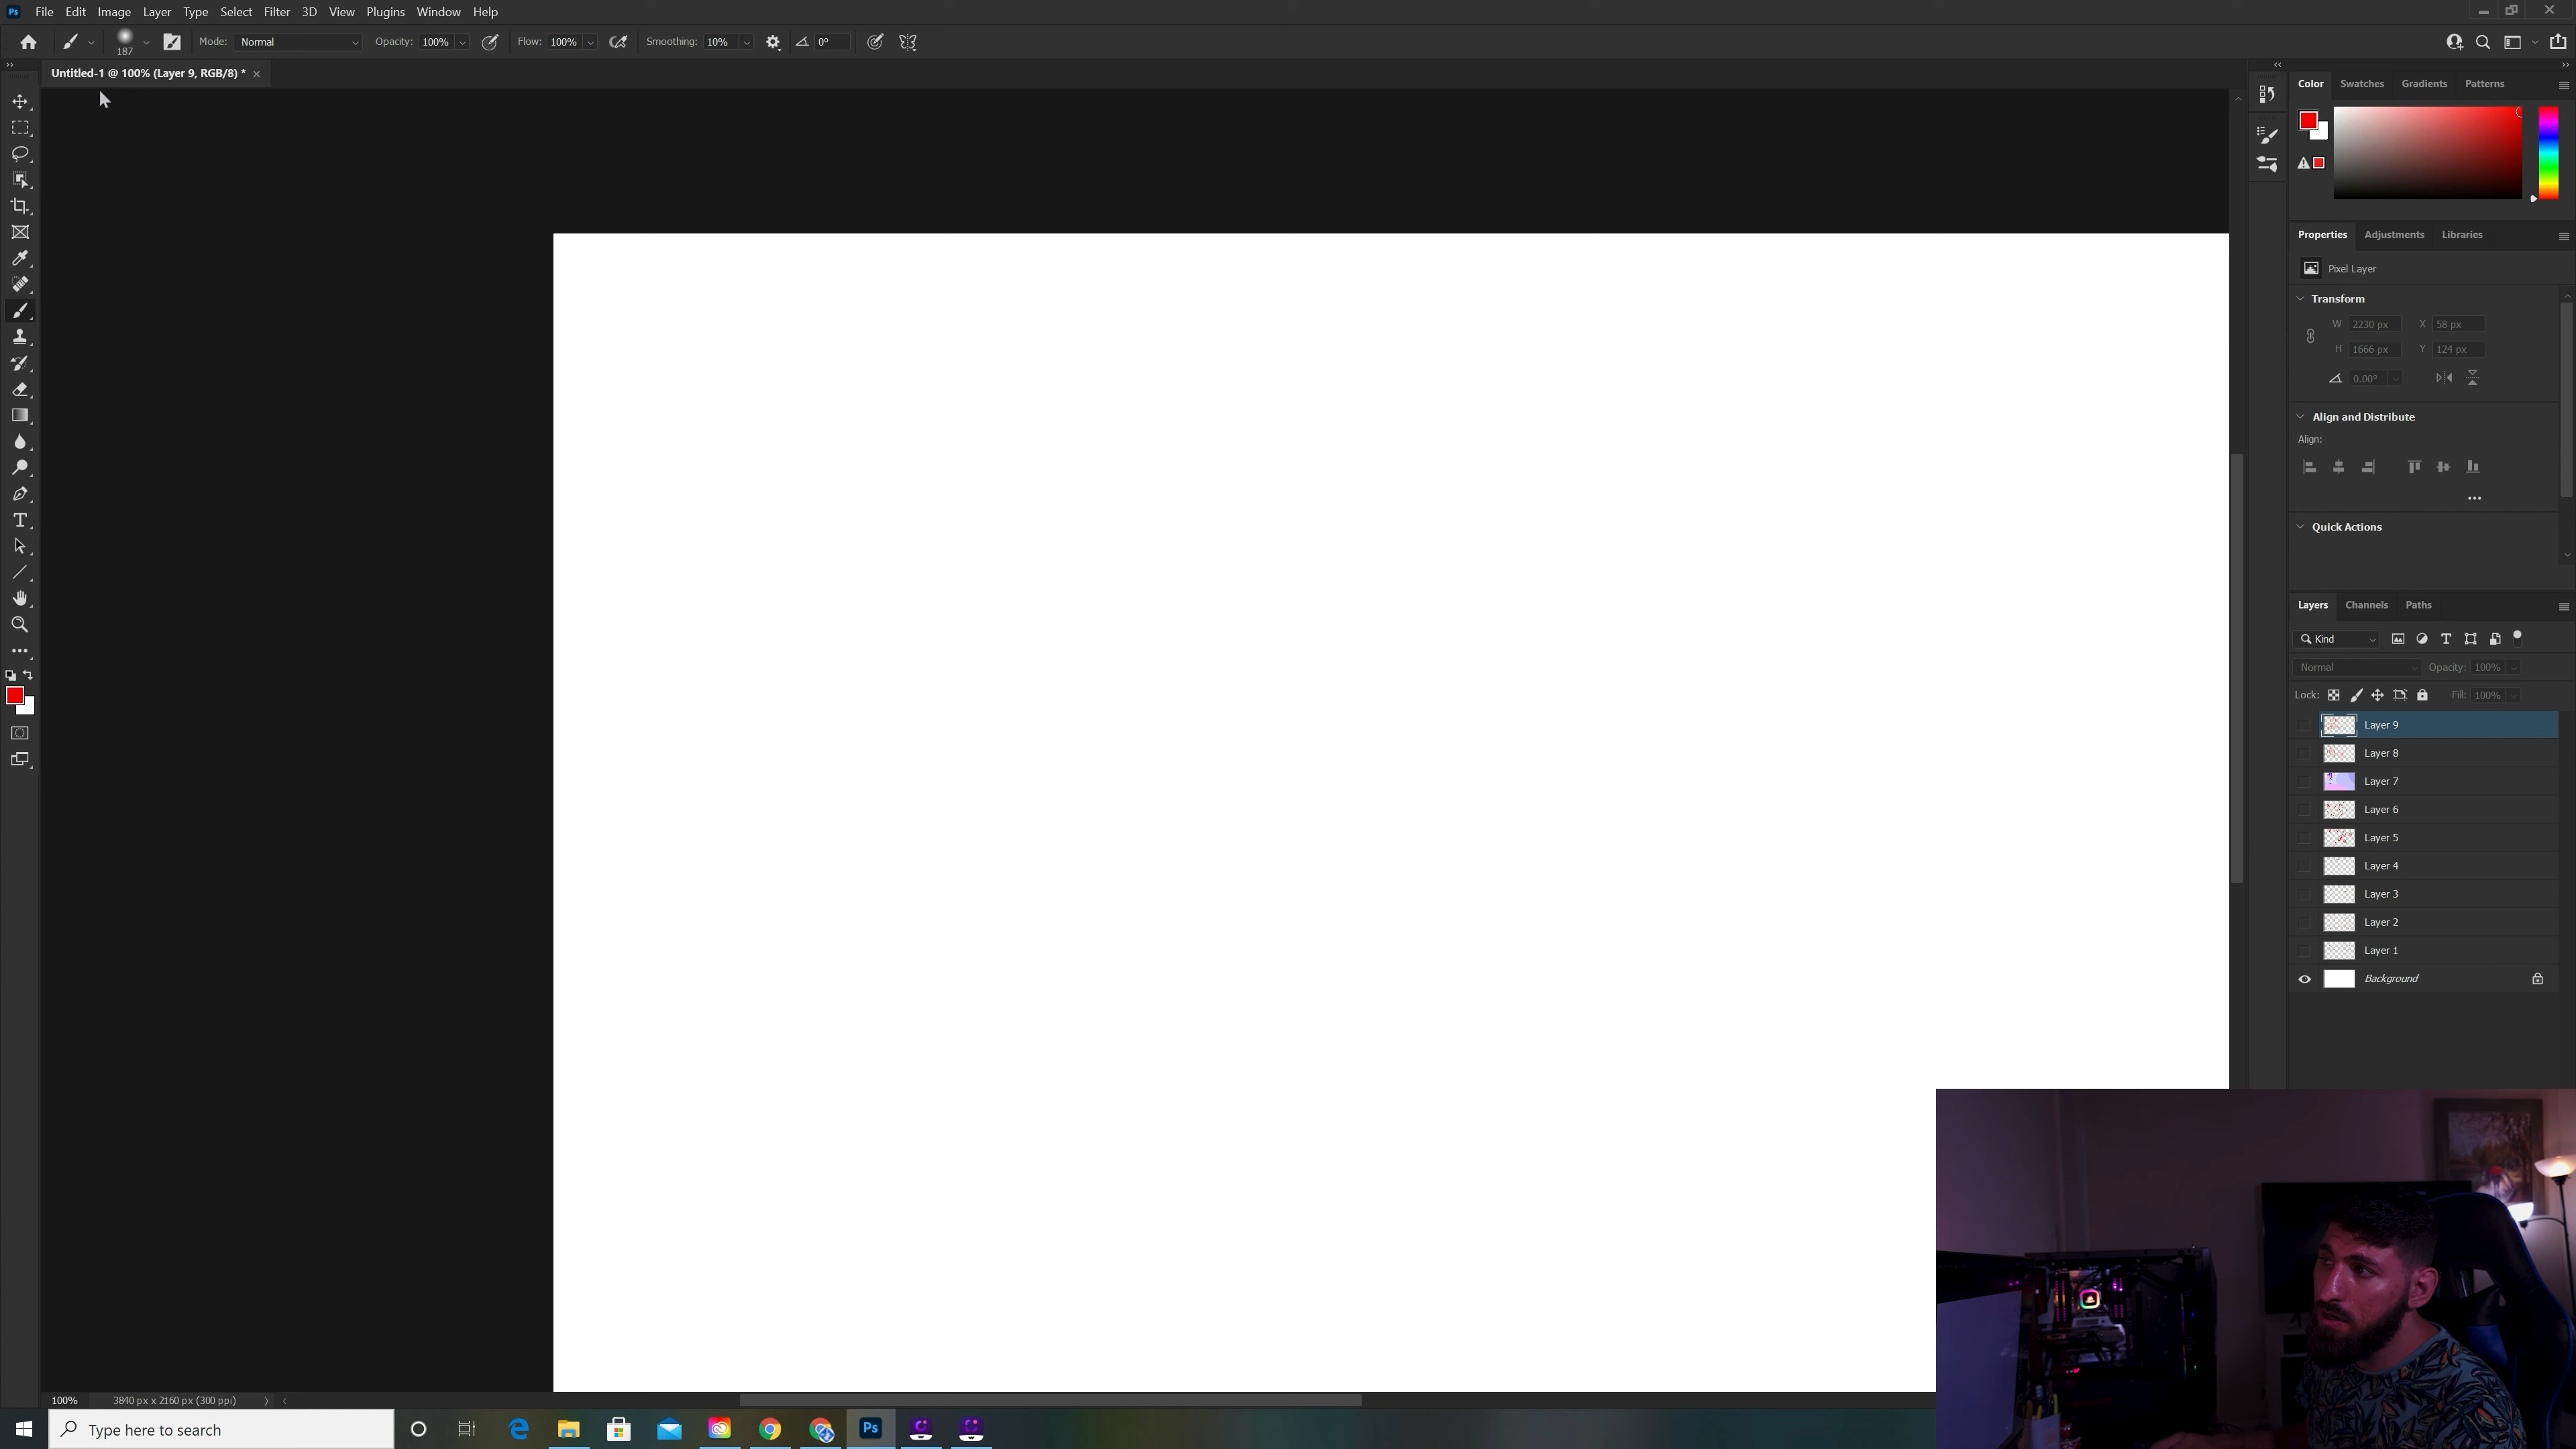 Ps File Edit Image Layer Type Select Filter 3D View Plugins Window Help
187 Mode: Normal Opacity: 100% Flow: 100% Smoothing: 10% 0°
Untitled-1 @ 100% (Layer 9, RGB/8) *
Color Swatches Gradients Patterns
Properties Adjustments Libraries
Pixel Layer
Transform
W 2230 px X 58 px
H 1666 px Y 124 px
0.00°
Align and Distribute
Align:
Quick Actions
Layers Channels Paths
Kind
Normal Opacity: 100%
Lock: Fill: 100%
Layer 9
Layer 8
Layer 7
Layer 6
Layer 5
Layer 4
Layer 3
Layer 2
Layer 1
Background
100% 3840 px x 2160 px (300 ppi)
Type here to search
Ps